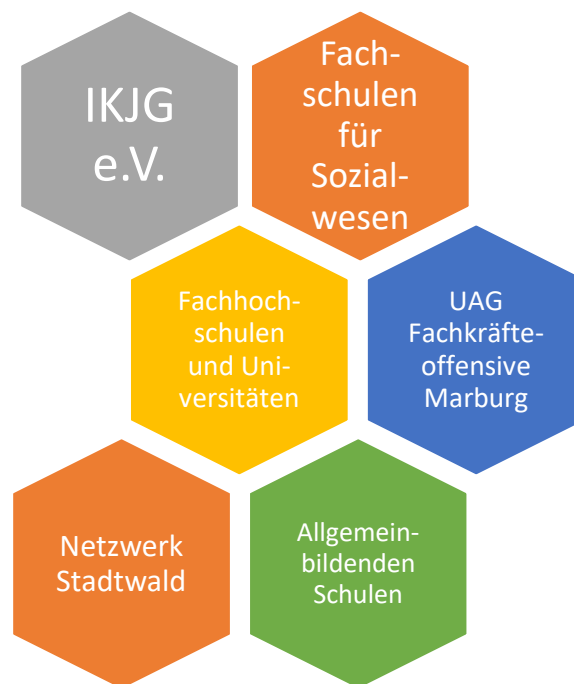 IKJG
e.V.
Fach-
schulen
für
Sozial-
wesen
Fachhoch-
schulen
und Uni-
versitäten
UAG
Fachkräfte-
offensive
Marburg
Netzwerk
Stadtwald
Allgemein-
bildenden
Schulen